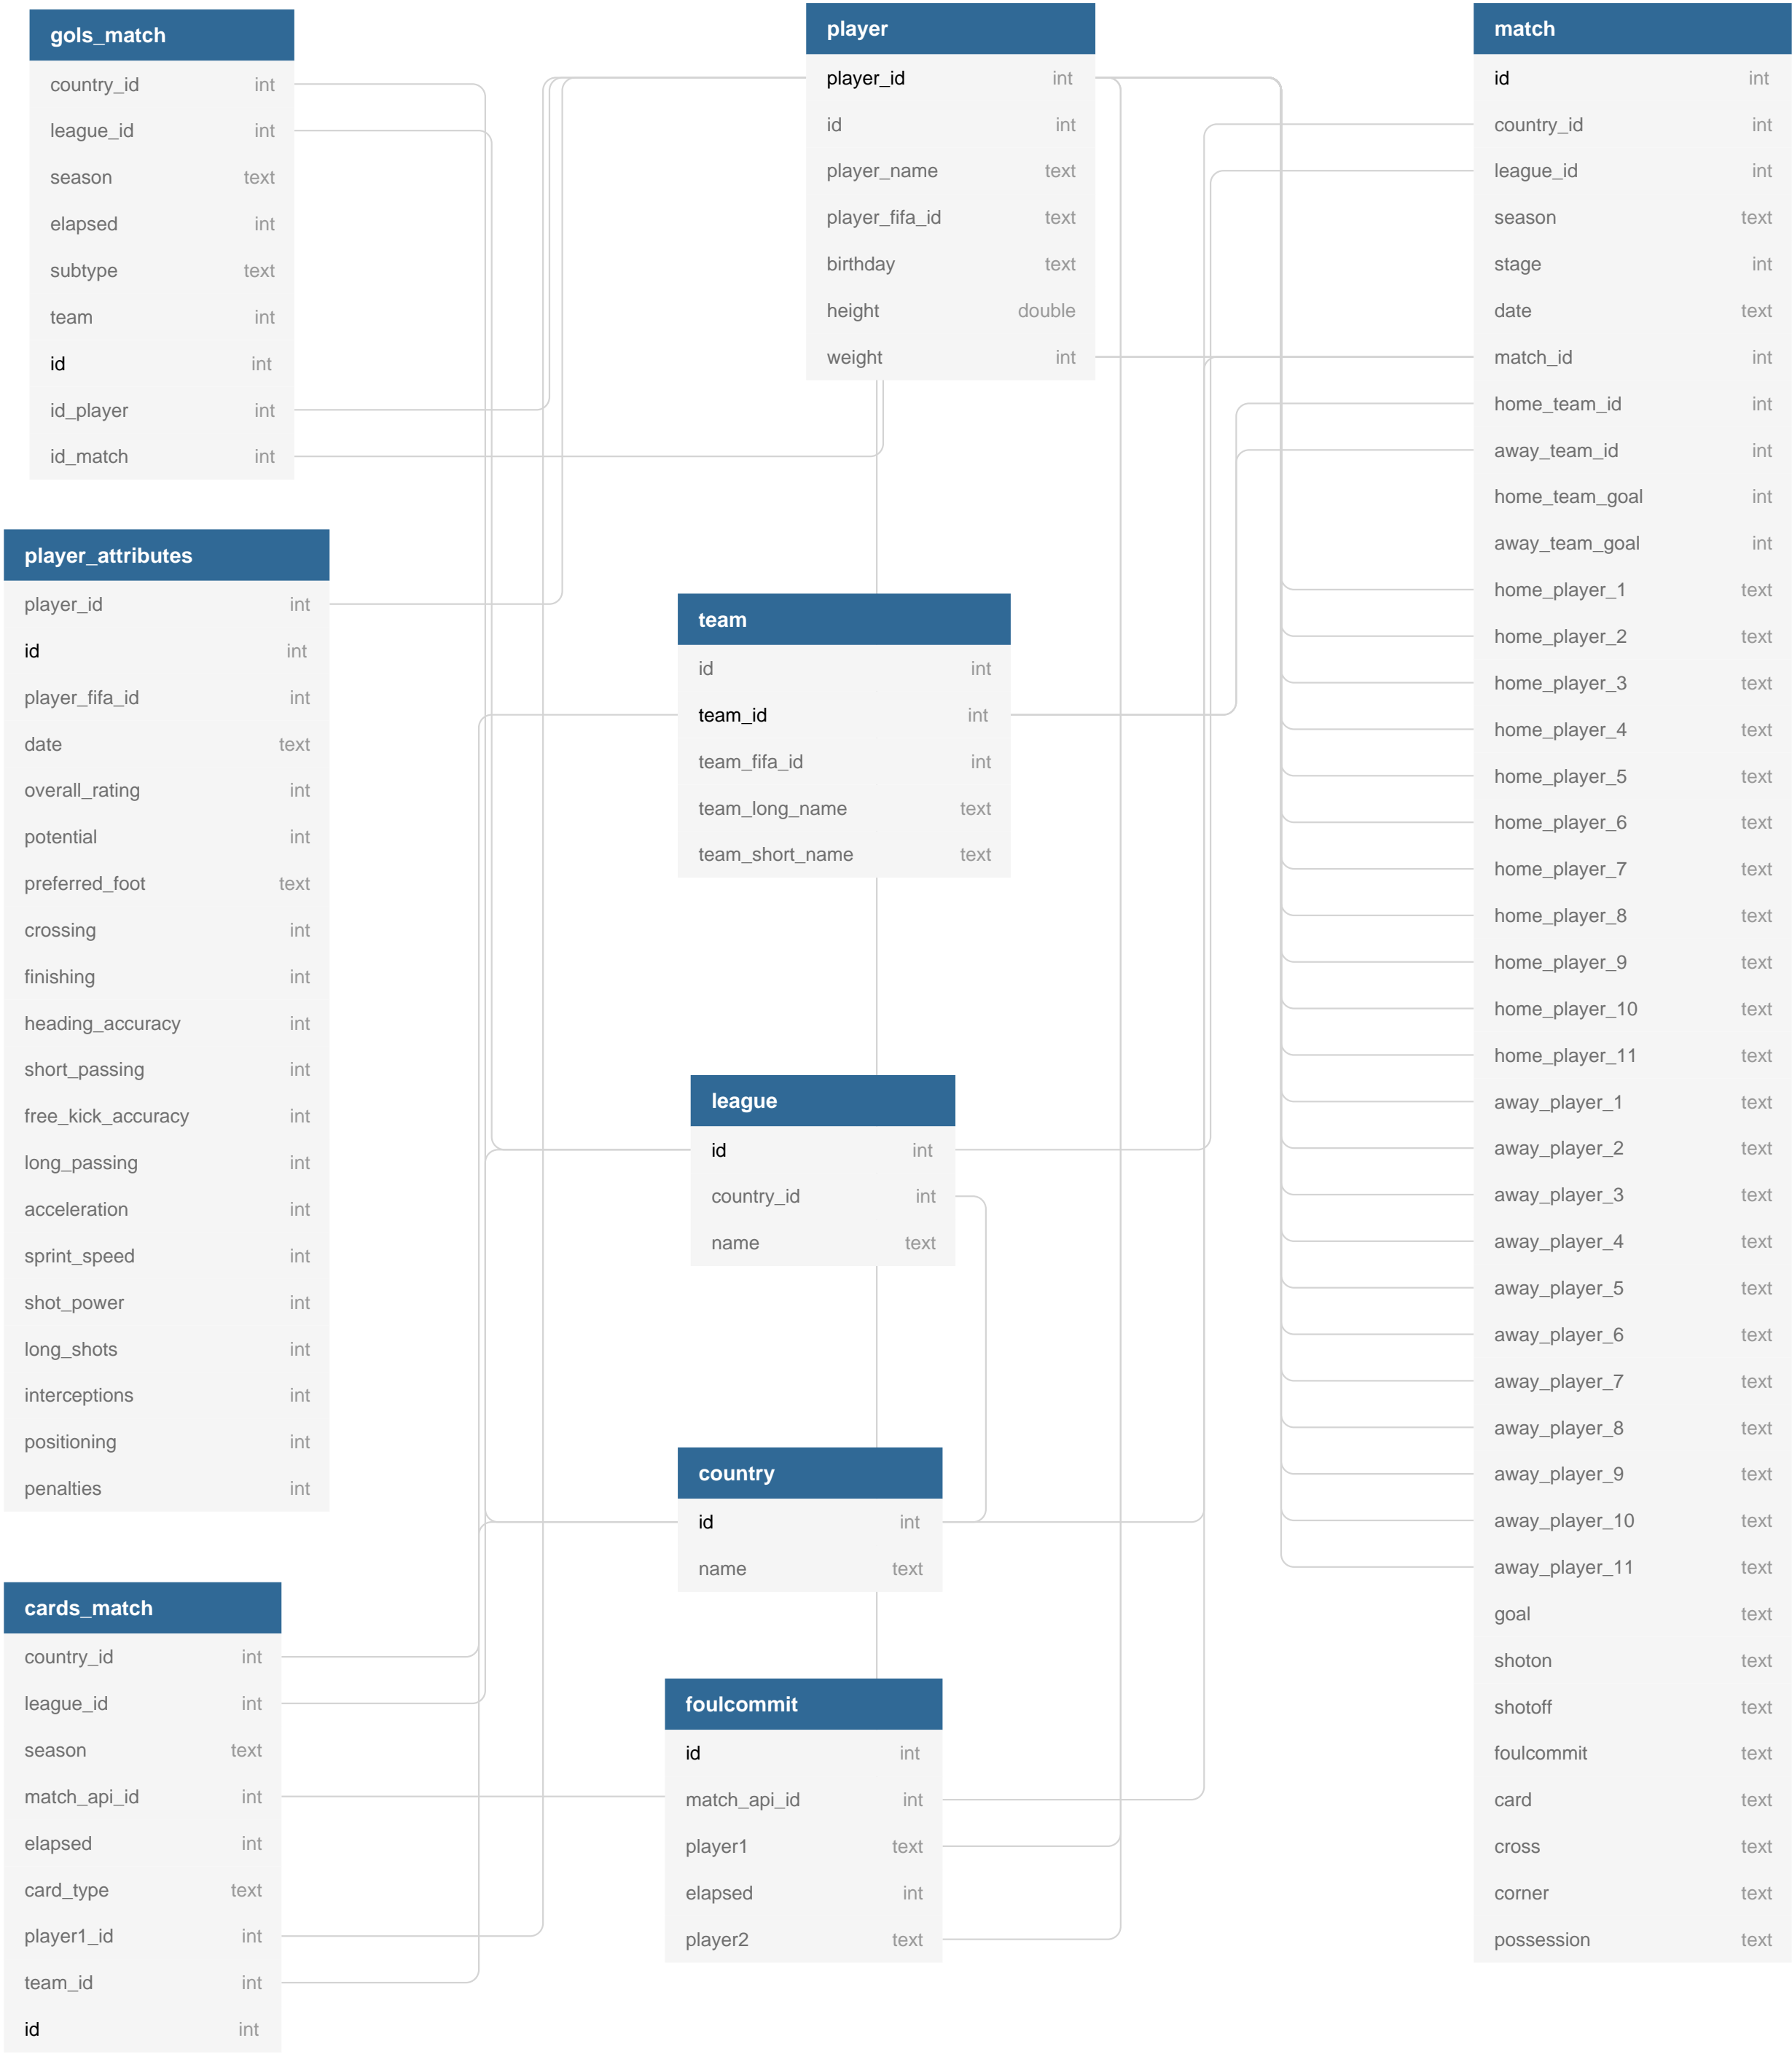 gols_match
country_id int
league_id int
season text
elapsed int
subtype text
team int
id int
id_player int
id_match int
player_attributes
player_id int
id int
player_fifa_id int
date text
overall_rating int
potential int
preferred_foot text
crossing int
finishing int
heading_accuracy int
short_passing int
free_kick_accuracy int
long_passing int
acceleration int
sprint_speed int
shot_power int
long_shots int
interceptions int
positioning int
penalties int
cards_match
country_id int
league_id int
season text
match_api_id int
elapsed int
card_type text
player1_id int
team_id int
id int
player
player_id int
id int
player_name text
player_fifa_id text
birthday text
height double
weight int
team
id int
team_id int
team_fifa_id int
team_long_name text
team_short_name text
league
id int
country_id int
name text
country
id int
name text
foulcommit
id int
match_api_id int
player1 text
elapsed int
player2 text
match
id int
country_id int
league_id int
season text
stage int
date text
match_id int
home_team_id int
away_team_id int
home_team_goal int
away_team_goal int
home_player_1 text
home_player_2 text
home_player_3 text
home_player_4 text
home_player_5 text
home_player_6 text
home_player_7 text
home_player_8 text
home_player_9 text
home_player_10 text
home_player_11 text
away_player_1 text
away_player_2 text
away_player_3 text
away_player_4 text
away_player_5 text
away_player_6 text
away_player_7 text
away_player_8 text
away_player_9 text
away_player_10 text
away_player_11 text
goal text
shoton text
shotoff text
foulcommit text
card text
cross text
corner text
possession text